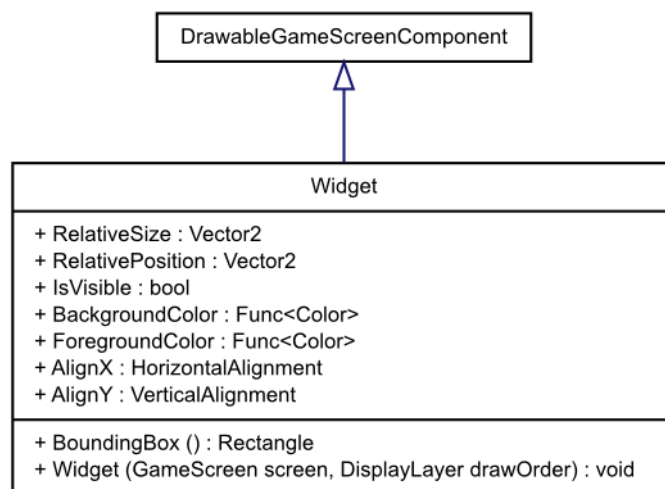 DrawableGameScreenComponent
Widget
+ RelativeSize : Vector2
+ RelativePosition : Vector2
+ IsVisible : bool
+ BackgroundColor : Func<Color>
+ ForegroundColor : Func<Color>
+ AlignX : HorizontalAlignment
+ AlignY : VerticalAlignment
+ BoundingBox () : Rectangle
+ Widget (GameScreen screen, DisplayLayer drawOrder) : void